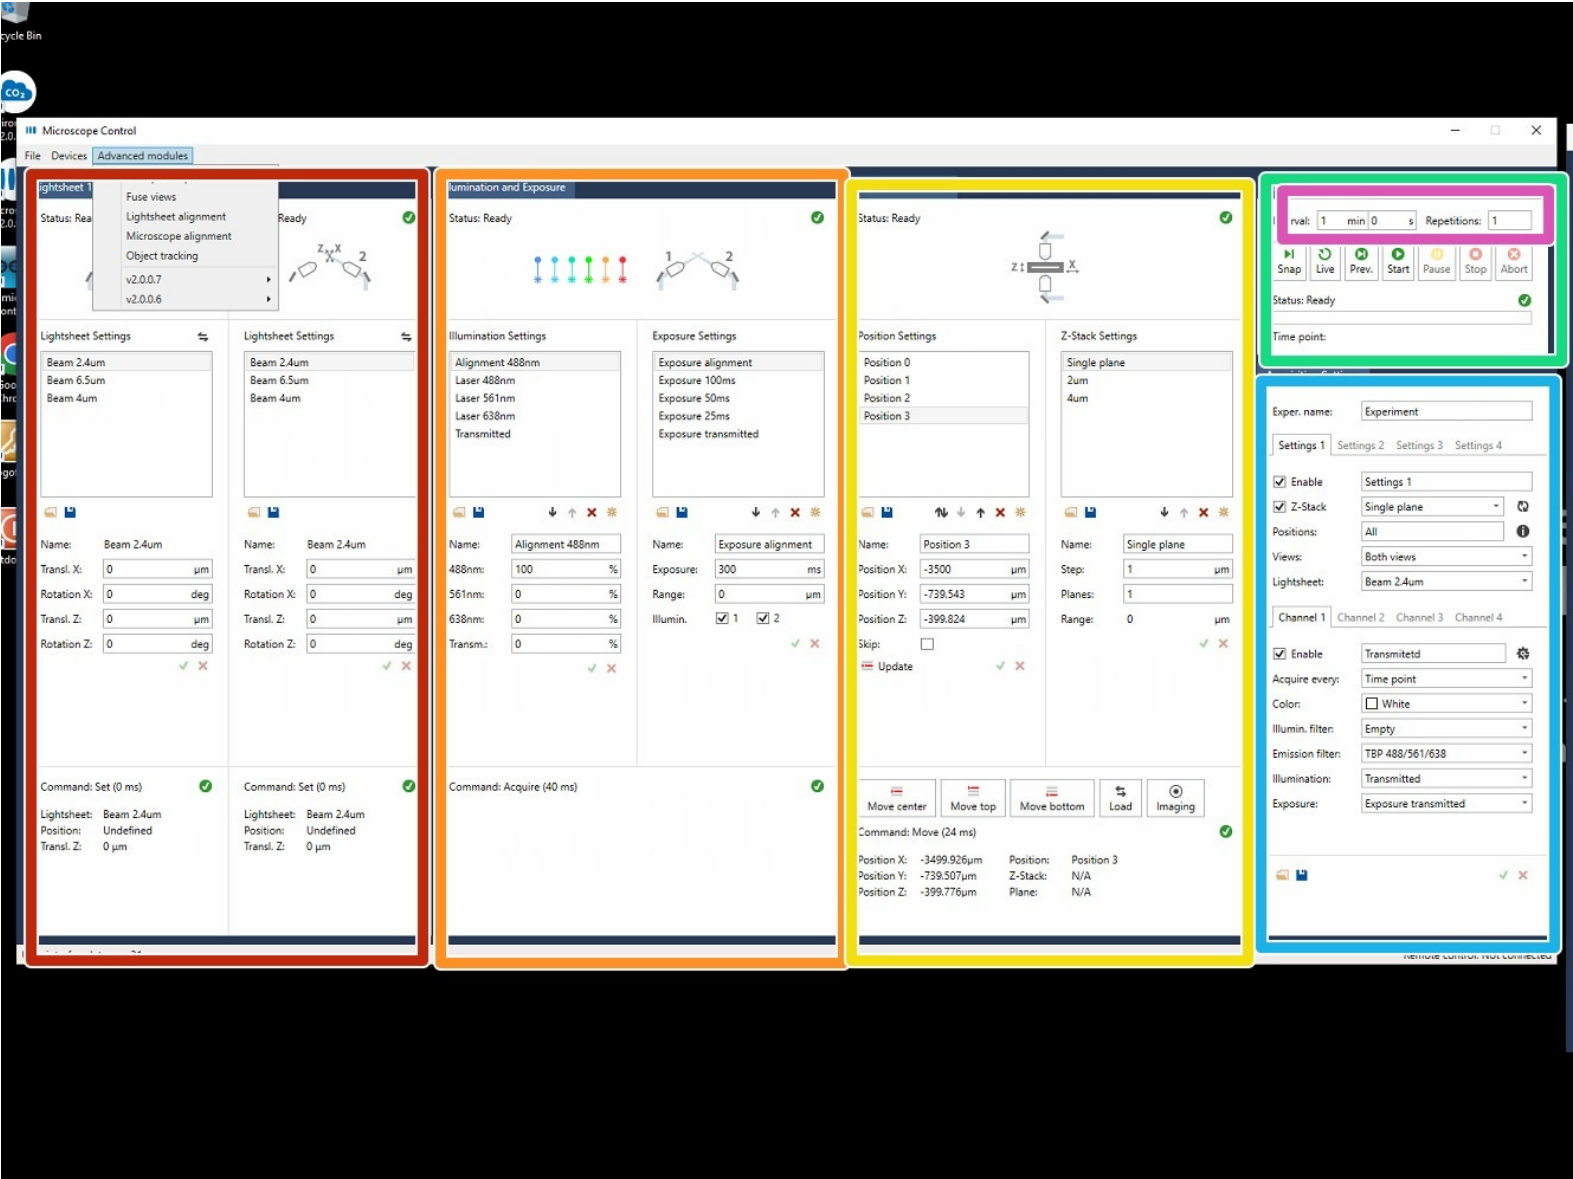 cycle Bin
CO2
Microscope Control
File Devices Advanced modules
ightsheet 1
Fuse views
Lightsheet alignment
Microscope alignment
Object tracking
v2.0.0.7
v2.0.0.6
Status: Rea
Ready
Z X
2
Lightsheet Settings
Beam 2.4um
Beam 6.5um
Beam 4um
Name: Beam 2.4um
Transl. X: 0 µm
Rotation X: 0 deg
Transl. Z: 0 µm
Rotation Z: 0 deg
Command: Set (0 ms)
Lightsheet: Beam 2.4um
Position: Undefined
Transl. Z: 0 µm
Lightsheet Settings
Beam 2.4um
Beam 6.5um
Beam 4um
Name: Beam 2.4um
Transl. X: 0 µm
Rotation X: 0 deg
Transl. Z: 0 µm
Rotation Z: 0 deg
Command: Set (0 ms)
Lightsheet: Beam 2.4um
Position: Undefined
Transl. Z: 0 µm
lumination and Exposure
Status: Ready
1 2
Illumination Settings
Alignment 488nm
Laser 488nm
Laser 561nm
Laser 638nm
Transmitted
Name: Alignment 488nm
488nm: 100 %
561nm: 0 %
638nm: 0 %
Transm.: 0 %
Exposure Settings
Exposure alignment
Exposure 100ms
Exposure 50ms
Exposure 25ms
Exposure transmitted
Name: Exposure alignment
Exposure: 300 ms
Range: 0 µm
Illumin. 1 2
Command: Acquire (40 ms)
Status: Ready
Z X
Position Settings
Position 0
Position 1
Position 2
Position 3
Name: Position 3
Position X: -3500 µm
Position Y: -739.543 µm
Position Z: -399.824 µm
Skip:
Update
Z-Stack Settings
Single plane
2um
4um
Name: Single plane
Step: 1 µm
Planes: 1
Range: 0 µm
Move center Move top Move bottom Load Imaging
Command: Move (24 ms)
Position X: -3499.926µm Position: Position 3
Position Y: -739.507µm Z-Stack: N/A
Position Z: -399.776µm Plane: N/A
rval: 1 min 0 s Repetitions: 1
Snap Live Prev. Start Pause Stop Abort
Status: Ready
Time point:
Exper. name: Experiment
Settings 1 Settings 2 Settings 3 Settings 4
Enable Settings 1
Z-Stack Single plane
Positions: All
Views: Both views
Lightsheet: Beam 2.4um
Channel 1 Channel 2 Channel 3 Channel 4
Enable Transmitetd
Acquire every: Time point
Color: White
Illumin. filter: Empty
Emission filter: TBP 488/561/638
Illumination: Transmitted
Exposure: Exposure transmitted
Remote control: Not connected